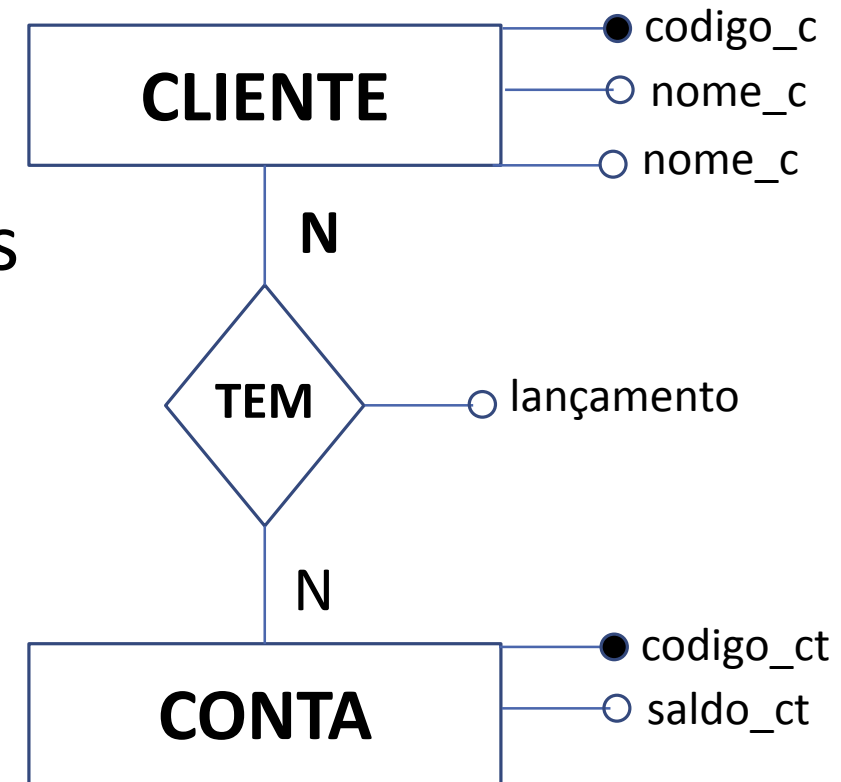 codigo_c
CLIENTE
nome_c
nome_c
N
s
TEM
lançamento
N
codigo_ct
CONTA
saldo_ct